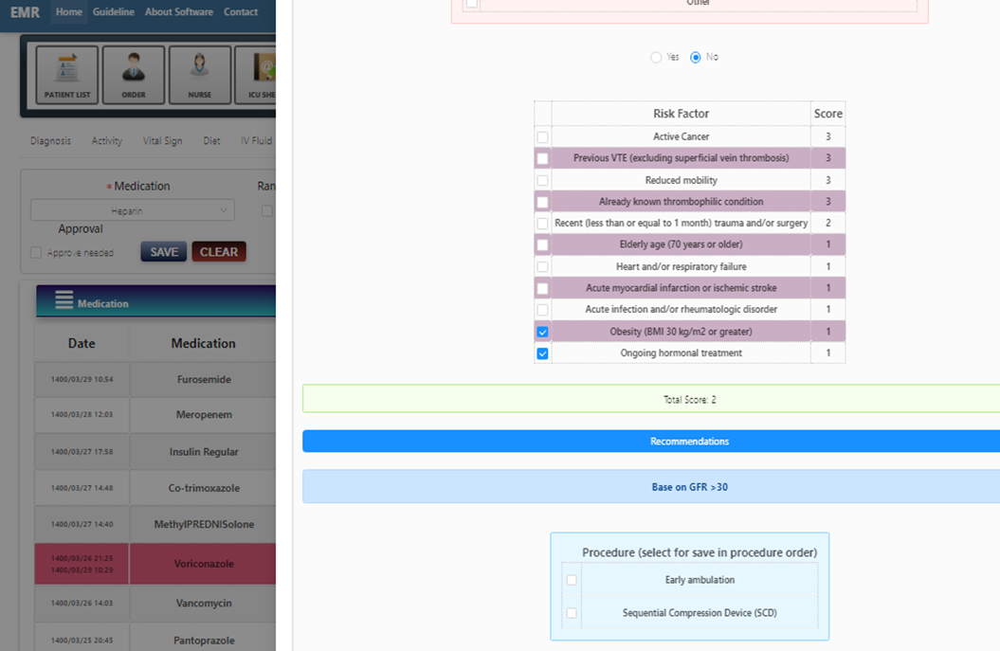 EMR Home Guideline About Software Contact
PATIENT LIST ORDER NURSE ICU SHE
Diagnosis Activity Vital Sign Diet IV Fluid
* Medication Ran
Heparin
Approval
Approve needed SAVE CLEAR
Medication
Date Medication
1400/03/29 10:54 Furosemide
1400/03/28 12:03 Meropenem
1400/03/27 17:58 Insulin Regular
1400/03/27 14:48 Co-trimoxazole
1400/03/27 14:40 MethylPREDNISolone
1400/03/26 21:23
1400/03/29 10:29 Voriconazole
1400/03/26 14:03 Vancomycin
1400/03/25 20:45 Pantoprazole
Other
Yes No
Risk Factor Score
Active Cancer 3
Previous VTE (excluding superficial vein thrombosis) 3
Reduced mobility 3
Already known thrombophilic condition 3
Recent (less than or equal to 1 month) trauma and/or surgery 2
Elderly age (70 years or older) 1
Heart and/or respiratory failure 1
Acute myocardial infarction or ischemic stroke 1
Acute infection and/or rheumatologic disorder 1
Obesity (BMI 30 kg/m2 or greater) 1
Ongoing hormonal treatment 1
Total Score: 2
Recommendations
Base on GFR >30
Procedure (select for save in procedure order)
Early ambulation
Sequential Compression Device (SCD)